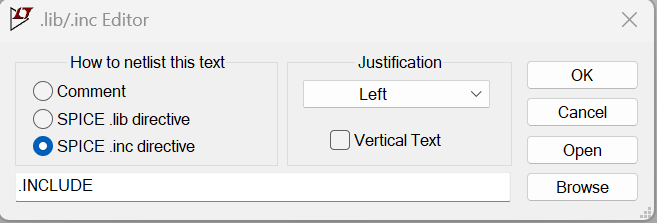 .lib/.inc Editor
How to netlist this text
Comment
SPICE .lib directive
SPICE .inc directive
Justification
Left
Vertical Text
OK
Cancel
Open
Browse
.INCLUDE